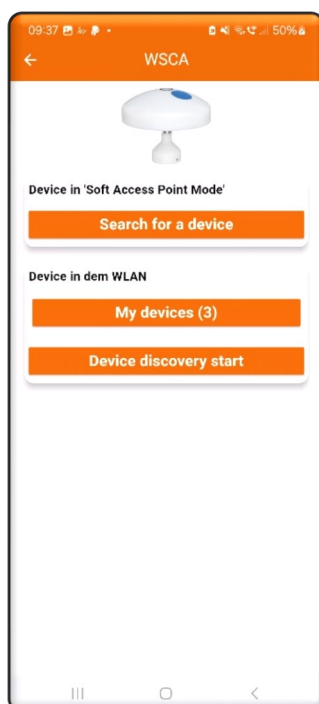 09:37
50%
WSCA
Device in 'Soft Access Point Mode'
Search for a device
Device in dem WLAN
My devices (3)
Device discovery start